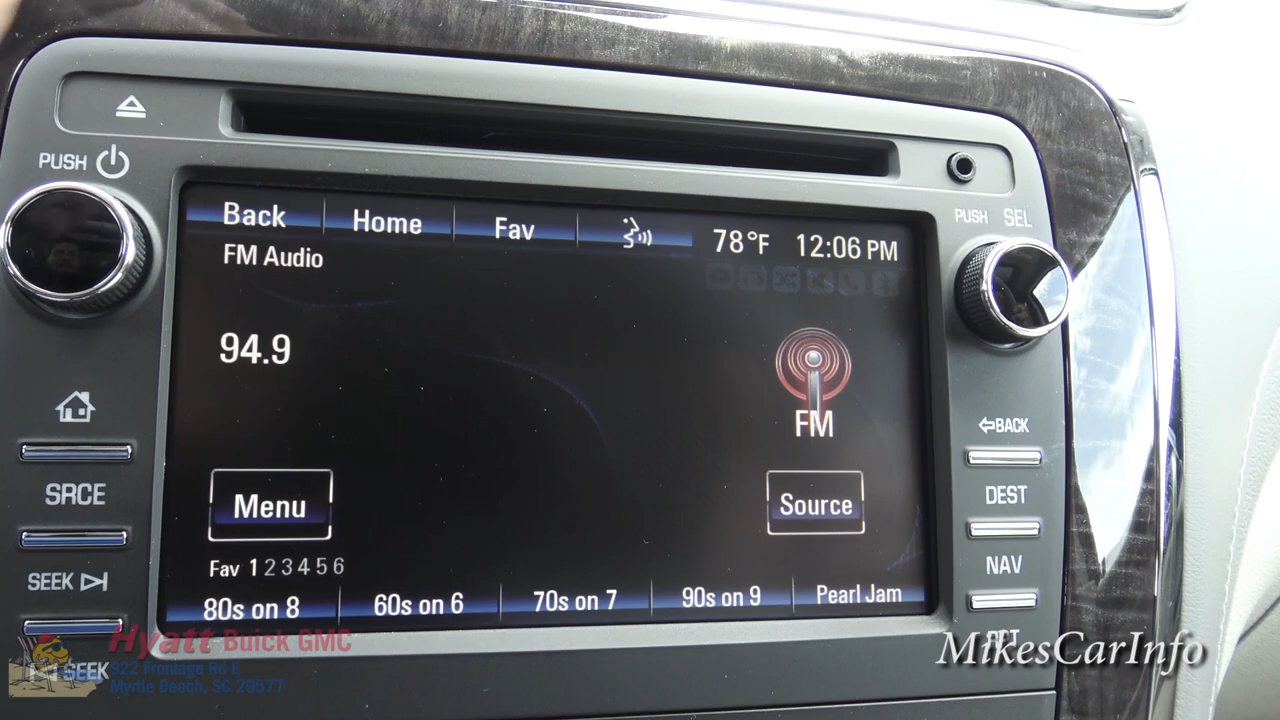 PUSH
PUSH SEL
Back Home Fav 78°F 12:06 PM
FM Audio
94.9
FM
Menu
Source
Fav 1 2 3 4 5 6
80s on 8 60s on 6 70s on 7 90s on 9 Pearl Jam
SRCE
SEEK
SEEK
BACK
DEST
NAV
Hyatt Buick GMC
922 Frontage Rd E
Myrtle Beach, SC 29577
MikesCarInfo